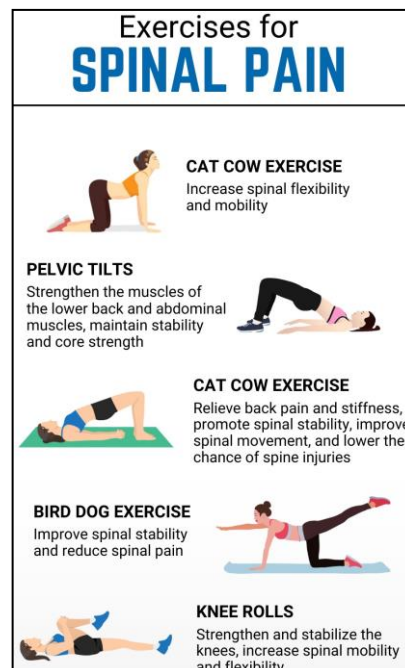 Exercises for
SPINAL PAIN
CAT COW EXERCISE
Increase spinal flexibility
and mobility
PELVIC TILTS
Strengthen the muscles of
the lower back and abdominal
muscles, maintain stability
and core strength
CAT COW EXERCISE
Relieve back pain and stiffness,
promote spinal stability, improve
spinal movement, and lower the
chance of spine injuries
BIRD DOG EXERCISE
Improve spinal stability
and reduce spinal pain
KNEE ROLLS
Strengthen and stabilize the
knees, increase spinal mobility
and flexibility